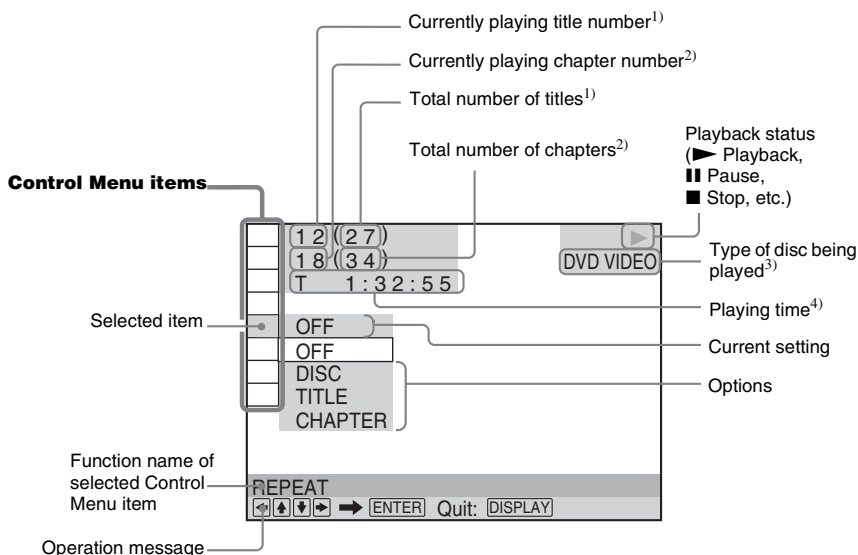 Currently playing title number1)
Currently playing chapter number2)
Total number of titles1)
Total number of chapters2)
Playback status
(► Playback,
❚❚ Pause,
■ Stop, etc.)
Control Menu items
12(27)
18(34)
T 1:32:55
►
DVD VIDEO
Type of disc being
played3)
Playing time4)
Selected item
OFF
Current setting
OFF
DISC
TITLE
CHAPTER
Options
Function name of
selected Control
Menu item
REPEAT
←↑↓→ ➡ ENTER Quit: DISPLAY
Operation message